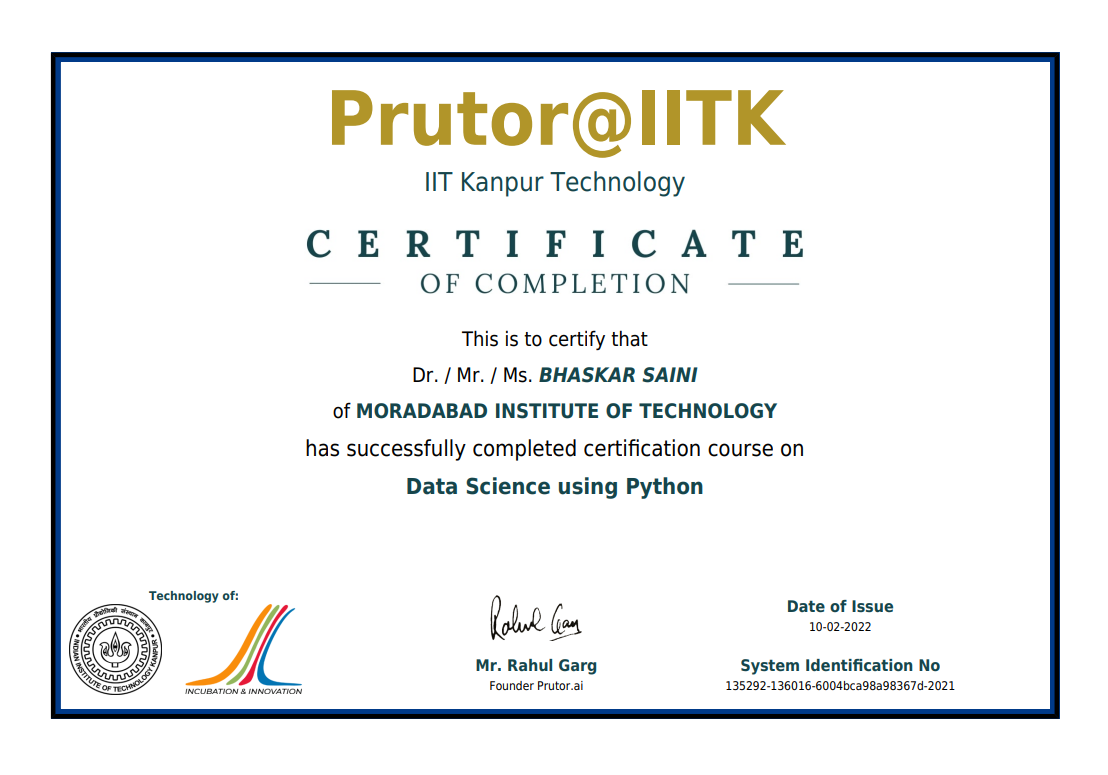 Prutor@IITK
IIT Kanpur Technology
CERTIFICATE
OF COMPLETION
This is to certify that
Dr. / Mr. / Ms. BHASKAR SAINI
of MORADABAD INSTITUTE OF TECHNOLOGY
has successfully completed certification course on
Data Science using Python
Technology of:
भारतीय प्रौद्योगिकी संस्थान कानपुर
INDIAN INSTITUTE OF TECHNOLOGY KANPUR
INCUBATION & INNOVATION
Rahul Garg
Mr. Rahul Garg
Founder Prutor.ai
Date of Issue
10-02-2022
System Identification No
135292-136016-6004bca98a98367d-2021